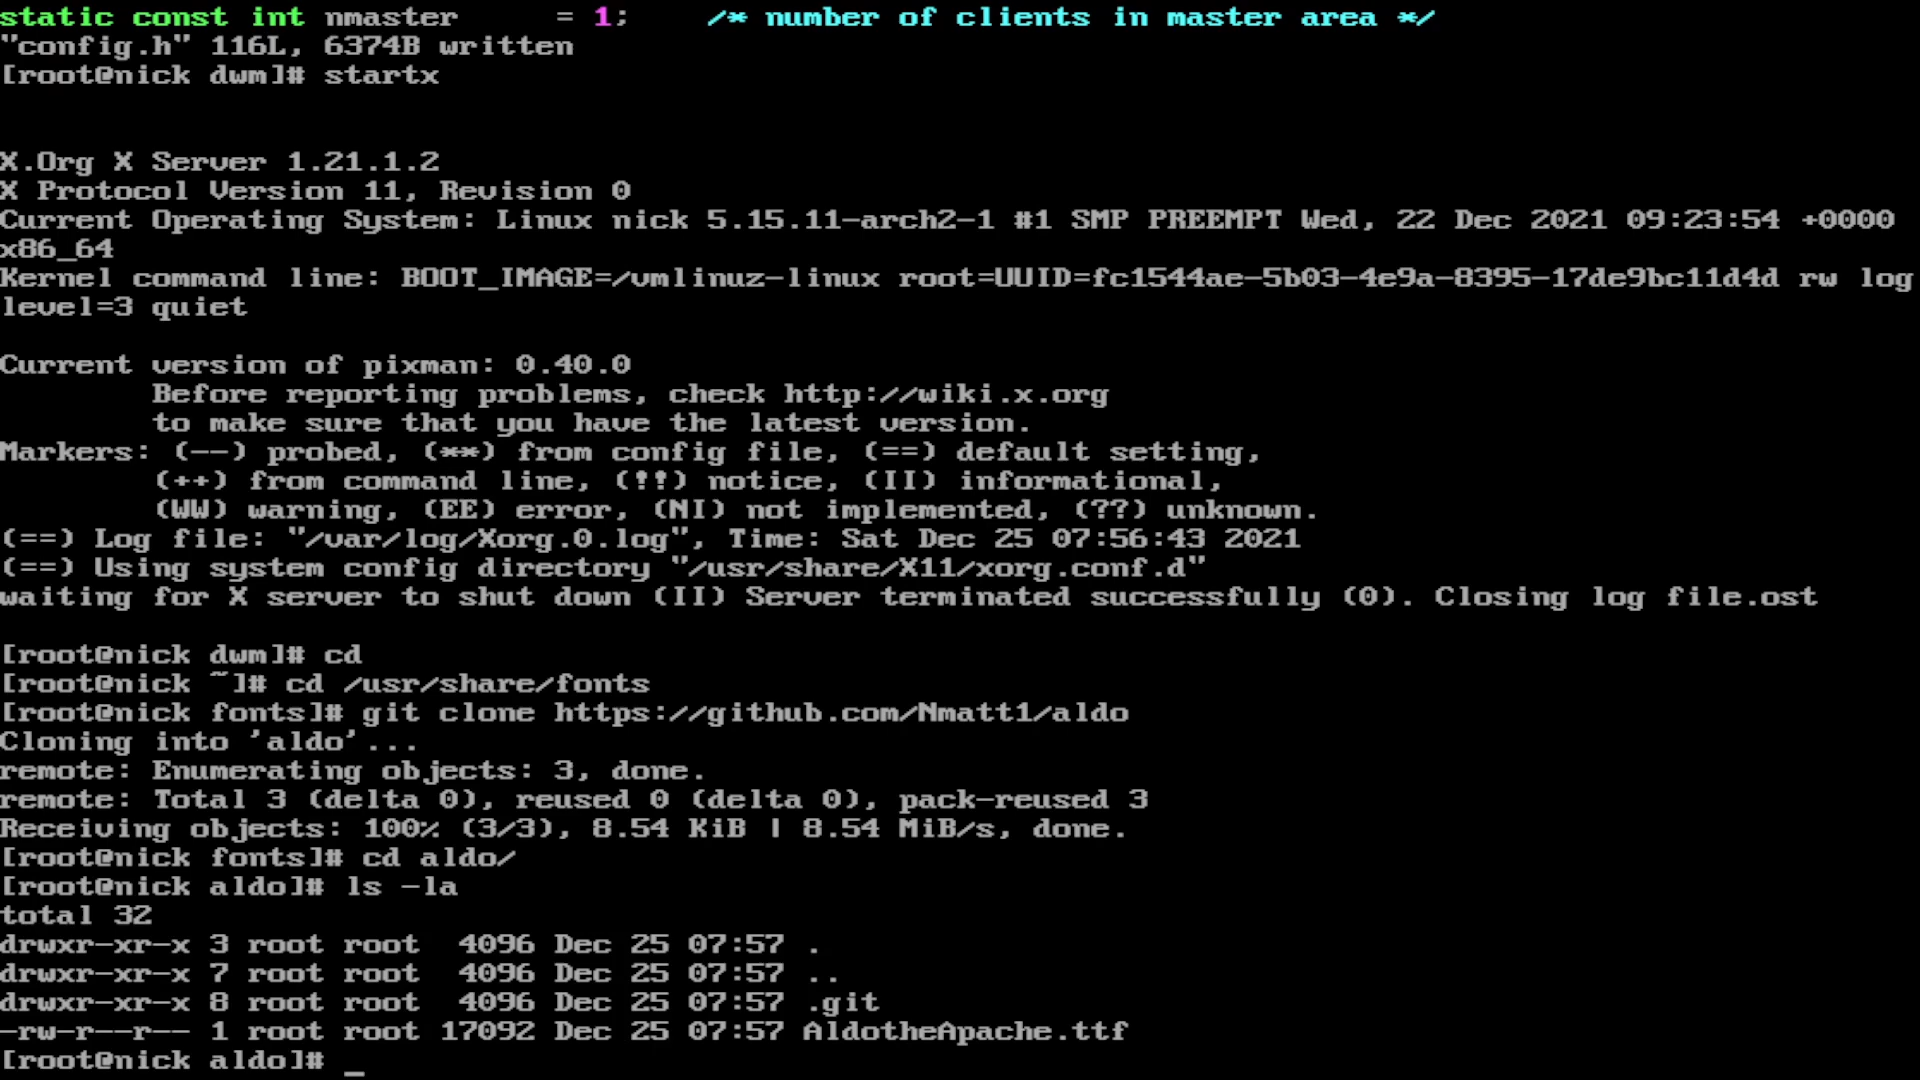 static const int nmaster     = 1;    /* number of clients in master area */
"config.h" 116L, 6374B written
[root@nick dwm]# startx
X.Org X Server 1.21.1.2
X Protocol Version 11, Revision 0
Current Operating System: Linux nick 5.15.11-arch2-1 #1 SMP PREEMPT Wed, 22 Dec 2021 09:23:54 +0000
x86_64
Kernel command line: BOOT_IMAGE=/vmlinuz-linux root=UUID=fc1544ae-5b03-4e9a-8395-17de9bc11d4d rw log
level=3 quiet
Current version of pixman: 0.40.0
        Before reporting problems, check http://wiki.x.org
        to make sure that you have the latest version.
Markers: (--) probed, (**) from config file, (==) default setting,
        (++) from command line, (!!) notice, (II) informational,
        (WW) warning, (EE) error, (NI) not implemented, (??) unknown.
(==) Log file: "/var/log/Xorg.0.log", Time: Sat Dec 25 07:56:43 2021
(==) Using system config directory "/usr/share/X11/xorg.conf.d"
waiting for X server to shut down (II) Server terminated successfully (0). Closing log file.ost
[root@nick dwm]# cd
[root@nick ~]# cd /usr/share/fonts
[root@nick fonts]# git clone https://github.com/Nmatt1/aldo
Cloning into 'aldo'...
remote: Enumerating objects: 3, done.
remote: Total 3 (delta 0), reused 0 (delta 0), pack-reused 3
Receiving objects: 100% (3/3), 8.54 KiB | 8.54 MiB/s, done.
[root@nick fonts]# cd aldo/
[root@nick aldo]# ls -la
total 32
drwxr-xr-x 3 root root  4096 Dec 25 07:57 .
drwxr-xr-x 7 root root  4096 Dec 25 07:57 ..
drwxr-xr-x 8 root root  4096 Dec 25 07:57 .git
-rw-r--r-- 1 root root 17092 Dec 25 07:57 AldotheApache.ttf
[root@nick aldo]# _